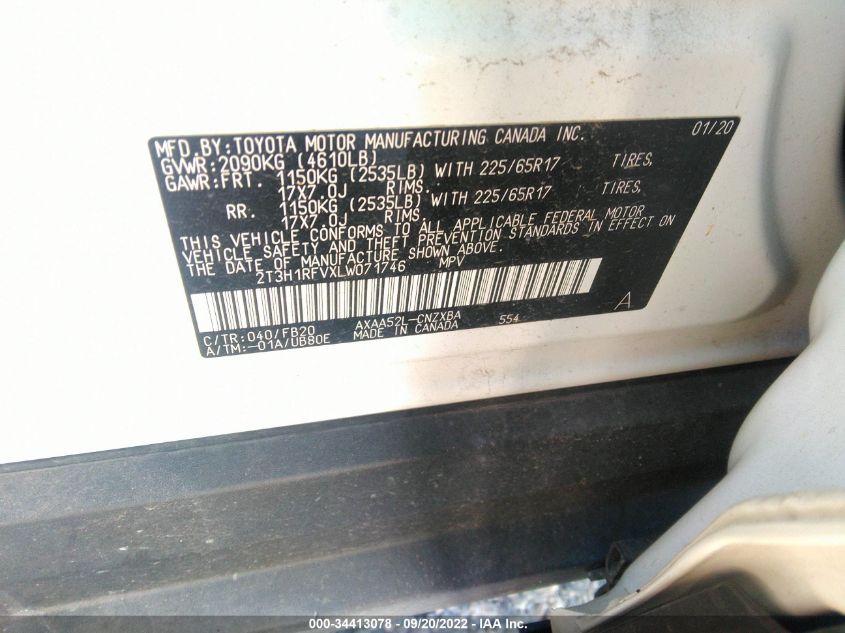 MFD.BY:TOYOTA MOTOR MANUFACTURING CANADA INC. 01/20
GVWR:2090KG (4610LB)
GAWR:FRT. 1150KG (2535LB) WITH 225/65R17 TIRES,
17X7.0J RIMS,
RR. 1150KG (2535LB) WITH 225/65R17 TIRES,
17X7.0J RIMS,
THIS VEHICLE CONFORMS TO ALL APPLICABLE FEDERAL MOTOR
VEHICLE SAFETY AND THEFT PREVENTION STANDARDS IN EFFECT ON
THE DATE OF MANUFACTURE SHOWN ABOVE.
2T3H1RFVXLW071746 MPV
A
C/TR:040/FB20 AXAA52L-CNZXBA 554
A/TM:-01A/UB80E MADE IN CANADA
000-34413078 - 09/20/2022 - IAA Inc.